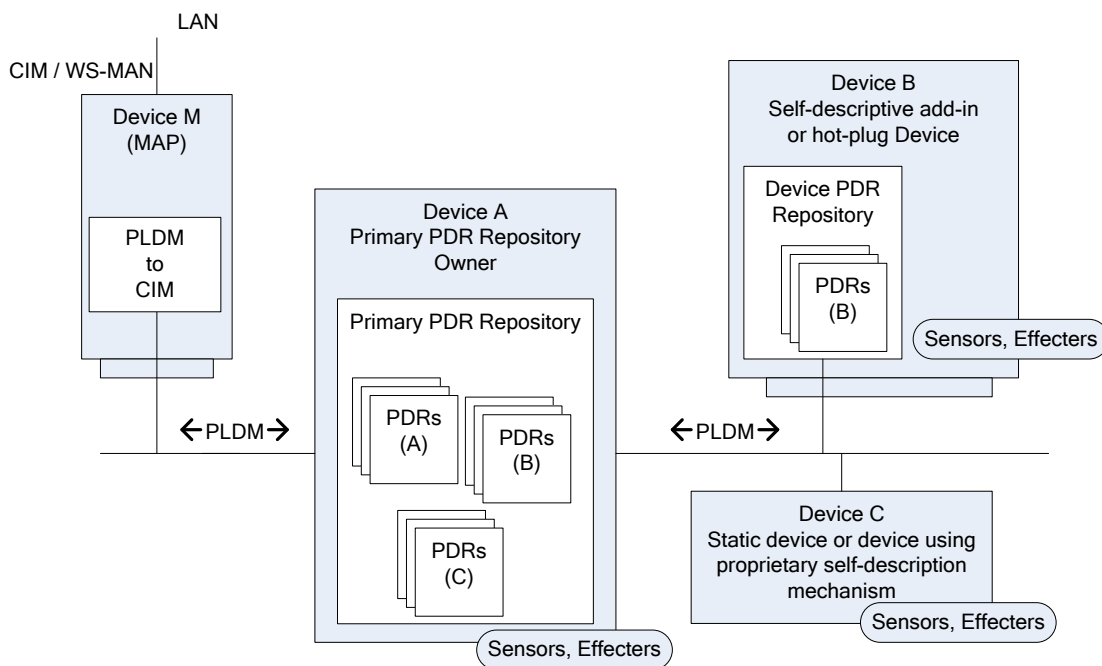 LAN
CIM / WS-MAN
Device M
(MAP)
PLDM
to
CIM
PLDM
Device A
Primary PDR Repository
Owner
Primary PDR Repository
PDRs
(A)
PDRs
(B)
PDRs
(C)
Sensors, Effecters
PLDM
Device B
Self-descriptive add-in
or hot-plug Device
Device PDR
Repository
PDRs
(B)
Sensors, Effecters
Device C
Static device or device using
proprietary self-description
mechanism
Sensors, Effecters